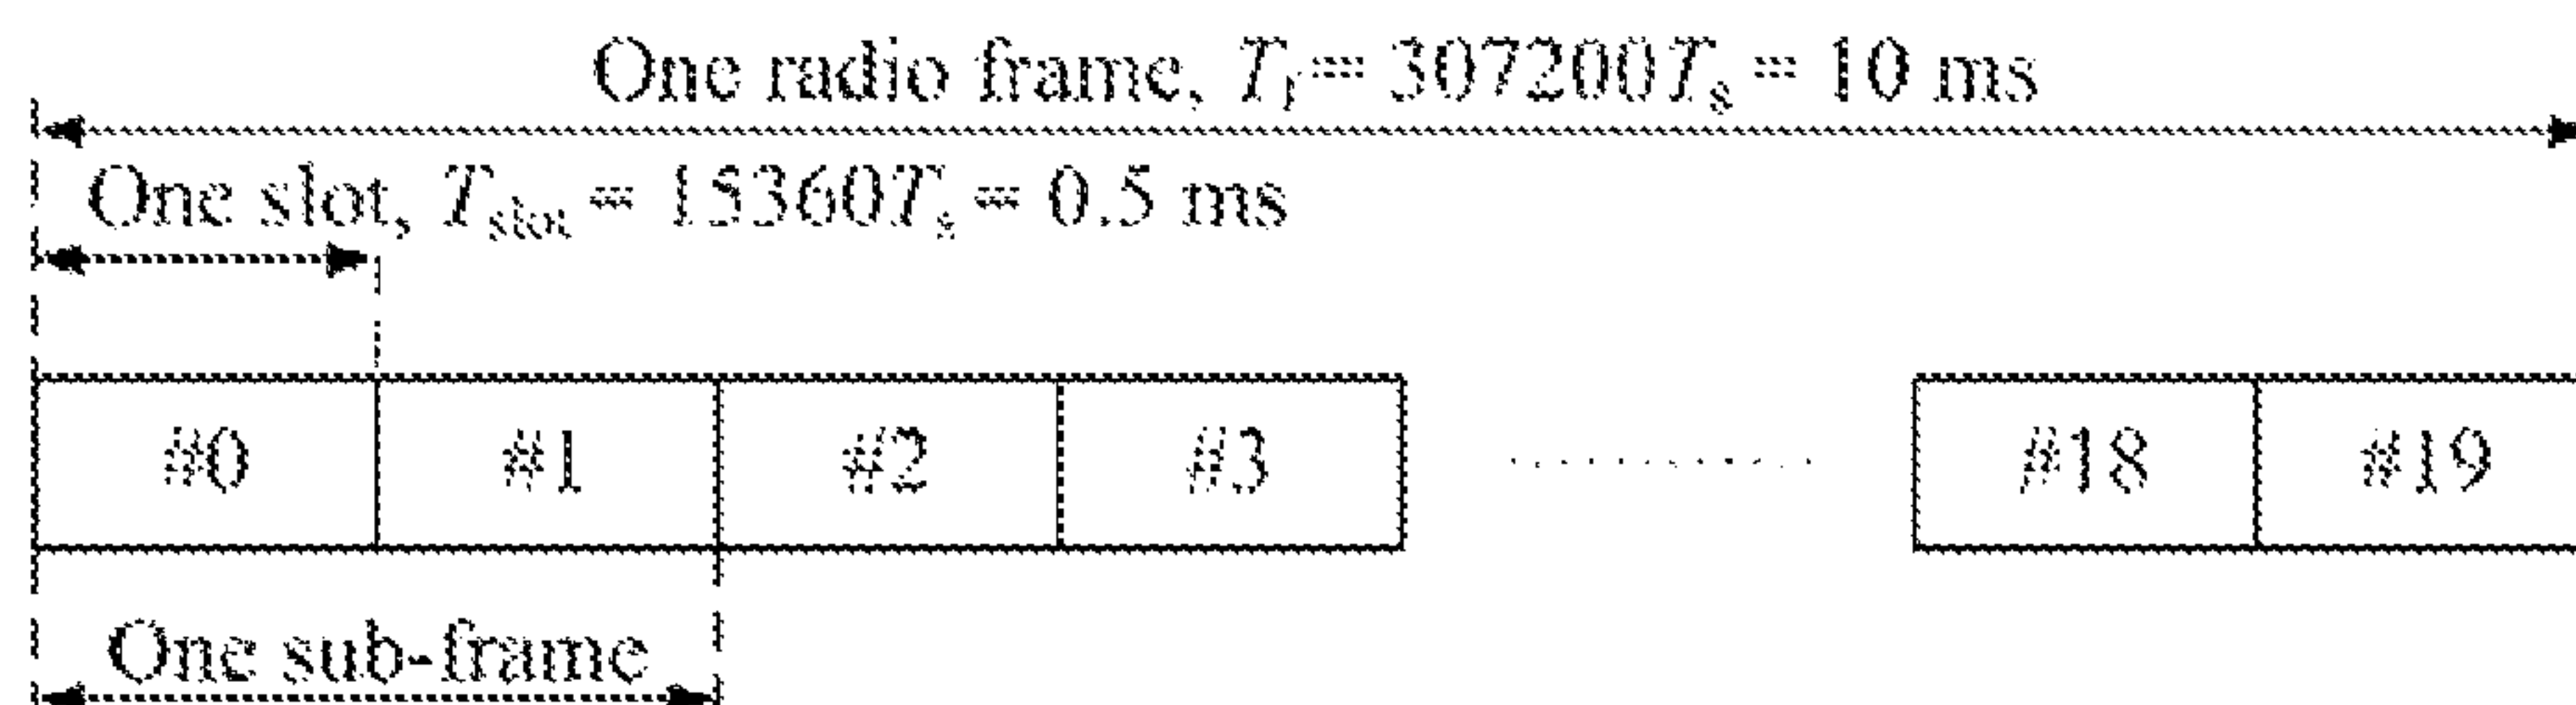 One radio frame, Tf = 307200Ts = 10 ms
One slot, Tslot = 15360Ts = 0.5 ms
#0 #1 #2 #3 ........... #18 #19
One sub-frame